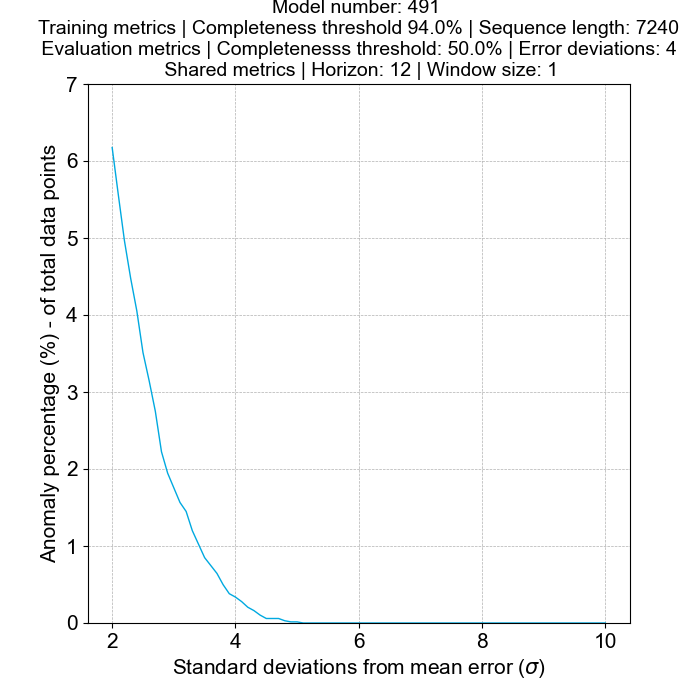 Model number: 491
Training metrics | Completeness threshold 94.0% | Sequence length: 7240
Evaluation metrics | Completenesss threshold: 50.0% | Error deviations: 4
Shared metrics | Horizon: 12 | Window size: 1
7
6
5
4
3
2
1
0
Anomaly percentage (%) - of total data points
2 4 6 8 10
Standard deviations from mean error (σ)